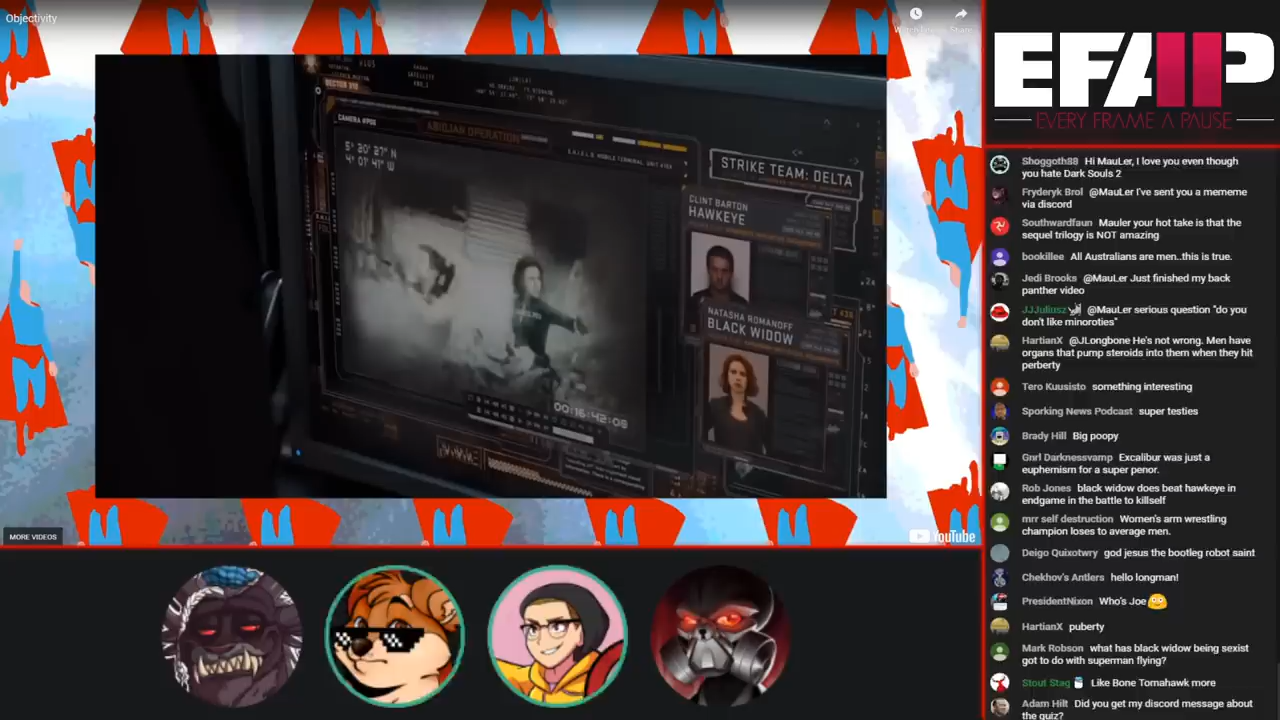 Objectivity
Share
SECTION
CAMERA
ABIDJAN OPERATION
5° 20' 27" N
4° 01' 41" W
00:16:42:08
STRIKE TEAM: DELTA
CLINT BARTON
HAWKEYE
NATASHA ROMANOFF
BLACK WIDOW
MORE VIDEOS
YouTube
EFAP
EVERY FRAME A PAUSE
Shoggoth88 Hi MauLer, I love you even though
you hate Dark Souls 2
Fryderyk Brol @MauLer I've sent you a mememe
via discord
Southwardfaun Mauler your hot take is that the
sequel trilogy is NOT amazing
bookillee All Australians are men..this is true.
Jedi Brooks @MauLer Just finished my back
panther video
JJJuliusz @MauLer serious question "do you
don't like minoroties"
HartianX @JLongbone He's not wrong. Men have
organs that pump steroids into them when they hit
perberty
Tero Kuusisto something interesting
Sporking News Podcast super testies
Brady Hill Big poopy
Gnrl Darknessvamp Excalibur was just a
euphemism for a super penor.
Rob Jones black widow does beat hawkeye in
endgame in the battle to killself
mrr self destruction Women's arm wrestling
champion loses to average men.
Deigo Quixotwry god jesus the bootleg robot saint
Chekhov's Antlers hello longman!
PresidentNixon Who's Joe
HartianX puberty
Mark Robson what has black widow being sexist
got to do with superman flying?
Stout Stag Like Bone Tomahawk more
Adam Hilt Did you get my discord message about
the quiz?